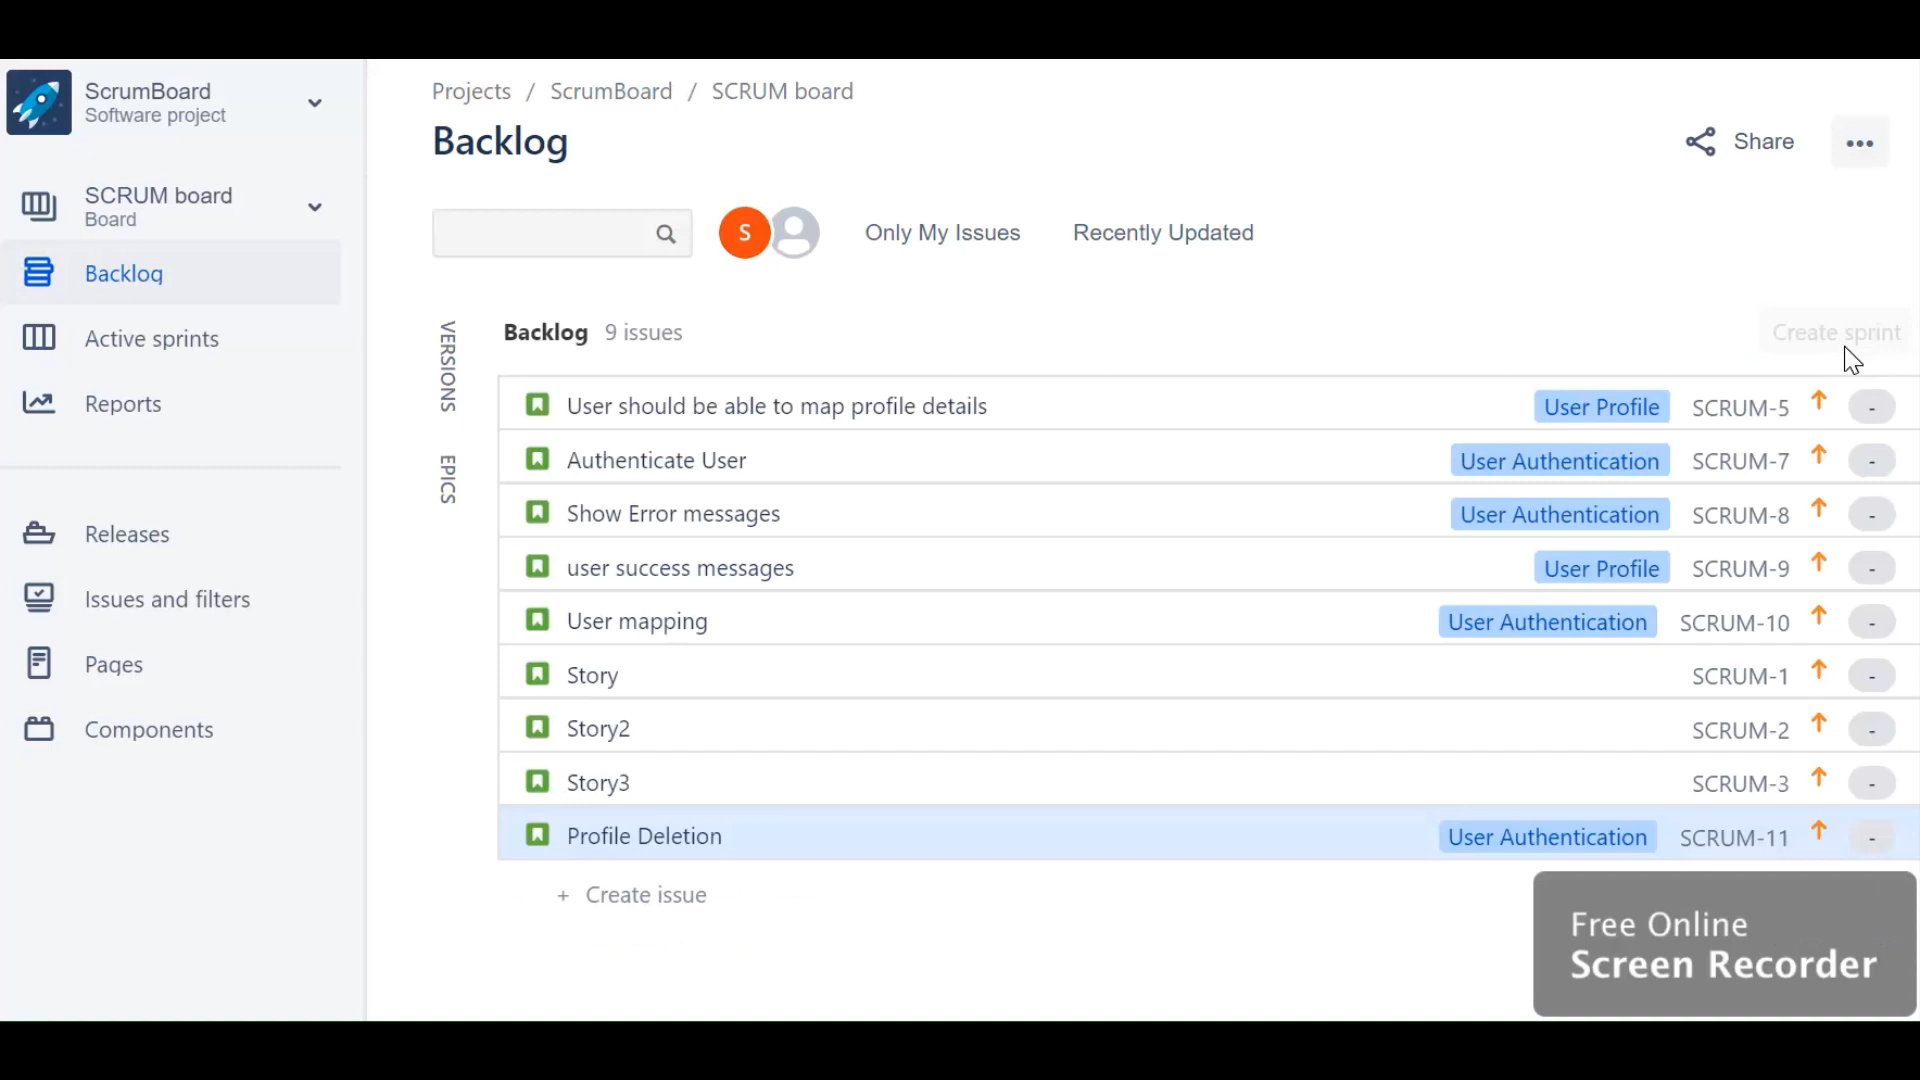 ScrumBoard
Software project
SCRUM board
Board
Backlog
Active sprints
Reports
Releases
Issues and filters
Pages
Components
Projects / ScrumBoard / SCRUM board
Backlog
Share
S
Only My Issues
Recently Updated
VERSIONS
EPICS
Backlog 9 issues
Create sprint
User should be able to map profile details User Profile SCRUM-5 -
Authenticate User User Authentication SCRUM-7 -
Show Error messages User Authentication SCRUM-8 -
user success messages User Profile SCRUM-9 -
User mapping User Authentication SCRUM-10 -
Story SCRUM-1 -
Story2 SCRUM-2 -
Story3 SCRUM-3 -
Profile Deletion User Authentication SCRUM-11 -
+ Create issue
Free Online
Screen Recorder